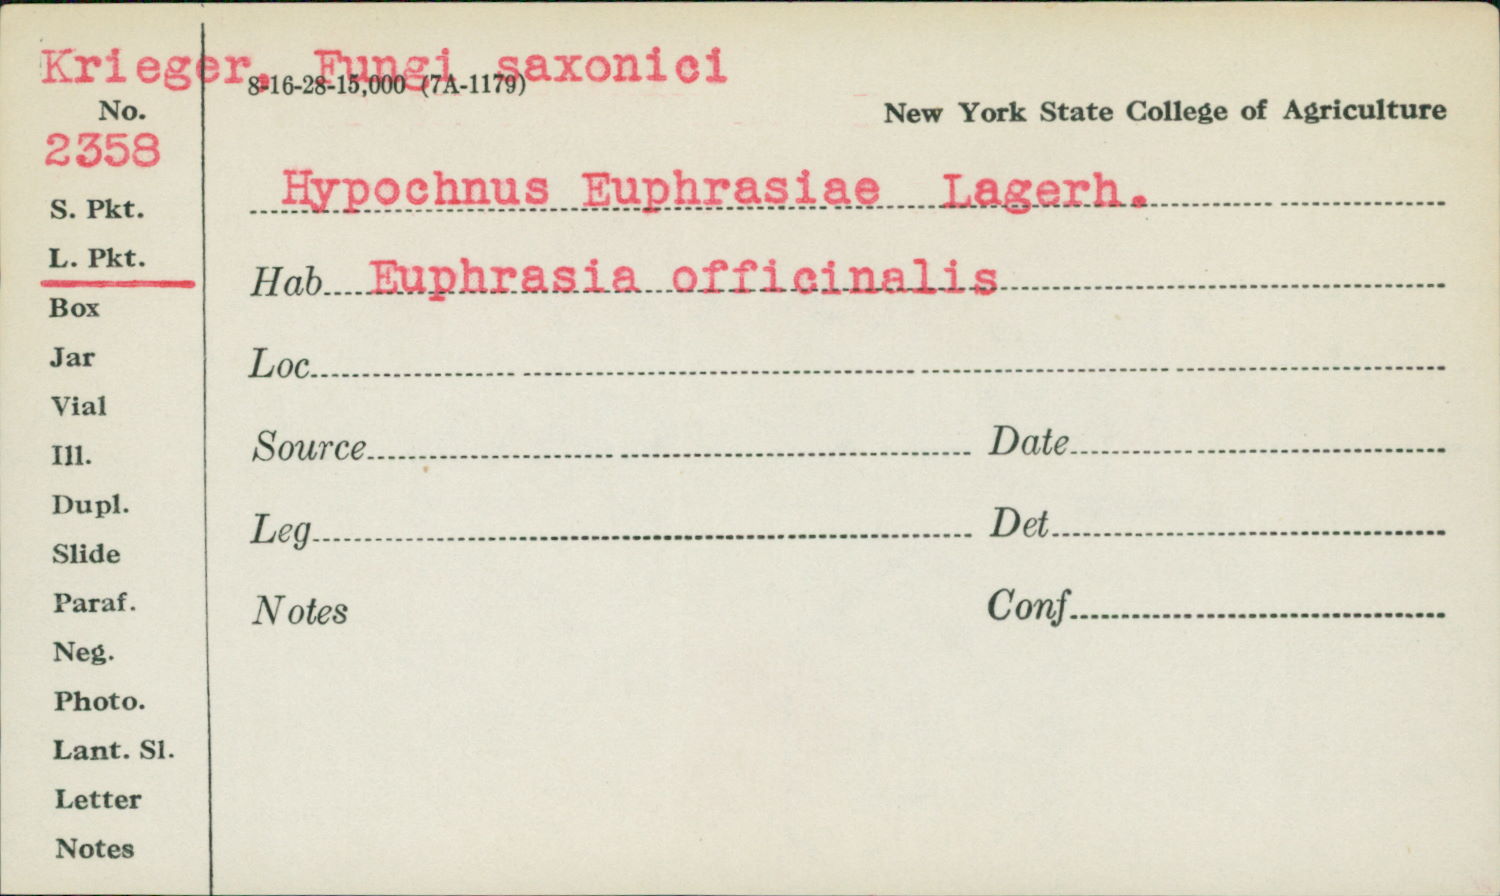 Krieger, Fungi saxonici
8-16-28-15,000 (7A-1179)
No.
New York State College of Agriculture
2358
Hypochnus Euphrasiae Lagerh.
S. Pkt.
L. Pkt.
Hab. Euphrasia officinalis
Box
Jar
Loc.
Vial
Ill.
Source
Date
Dupl.
Leg.
Det.
Slide
Paraf.
Notes
Conf.
Neg.
Photo.
Lant. Sl.
Letter
Notes